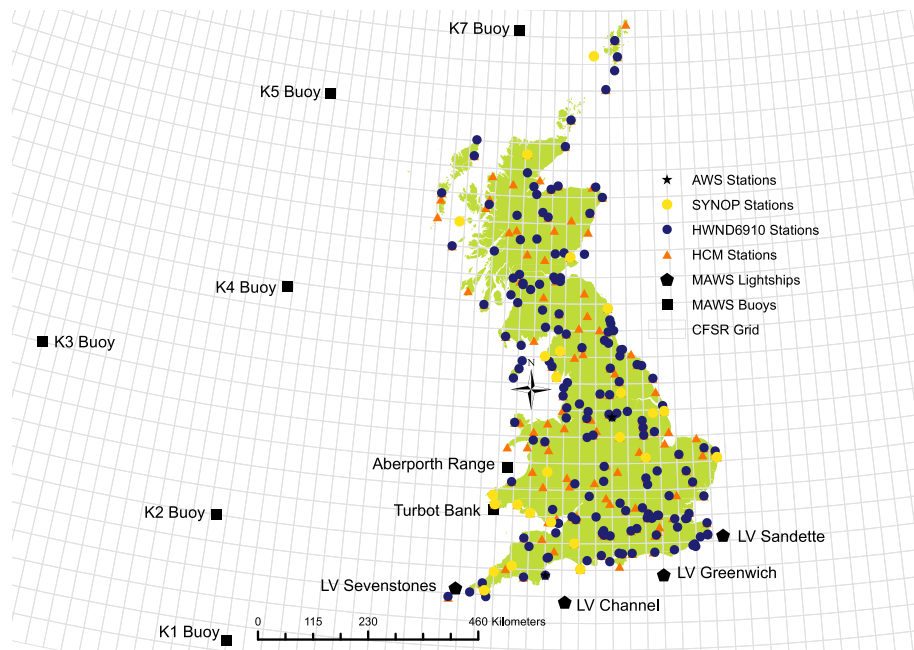 K7 Buoy
K5 Buoy
AWS Stations
SYNOP Stations
HWND6910 Stations
HCM Stations
MAWS Lightships
MAWS Buoys
CFSR Grid
K4 Buoy
K3 Buoy
N
Aberporth Range
Turbot Bank
K2 Buoy
LV Sandette
LV Greenwich
LV Sevenstones
LV Channel
K1 Buoy
0 115 230 460 Kilometers